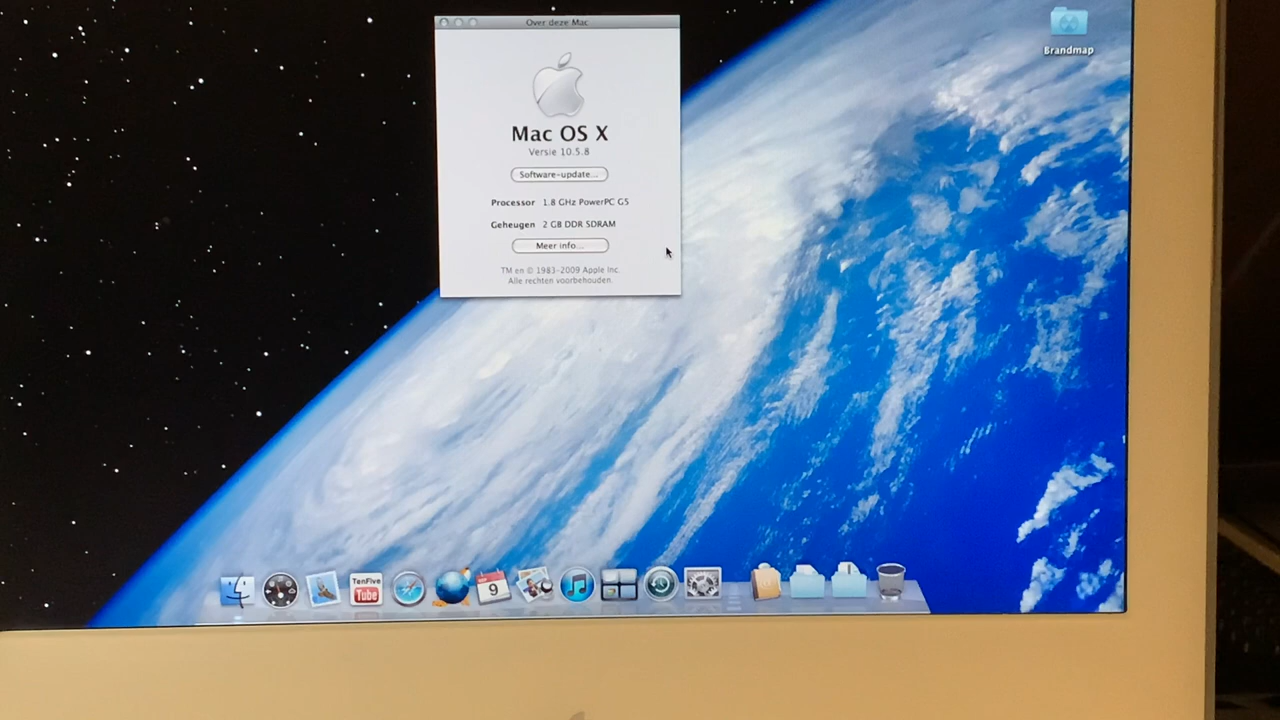 Over deze Mac
Brandmap
Mac OS X
Versie 10.5.8
Software-update...
Processor 1.8 GHz PowerPC G5
Geheugen 2 GB DDR SDRAM
Meer info...
TM en © 1983-2009 Apple Inc.
Alle rechten voorbehouden.
TenFive
Tube
9